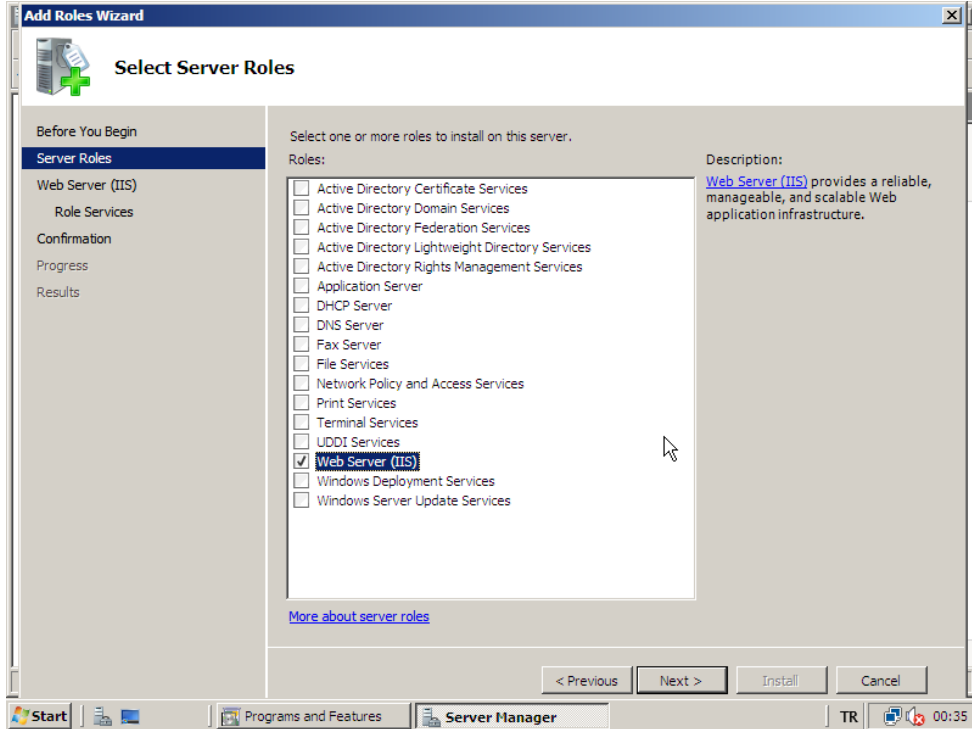 Add Roles Wizard
Select Server Roles
Before You Begin
Server Roles
Web Server (IIS)
Role Services
Confirmation
Progress
Results
Select one or more roles to install on this server.
Roles:
Active Directory Certificate Services
Active Directory Domain Services
Active Directory Federation Services
Active Directory Lightweight Directory Services
Active Directory Rights Management Services
Application Server
DHCP Server
DNS Server
Fax Server
File Services
Network Policy and Access Services
Print Services
Terminal Services
UDDI Services
Web Server (IIS)
Windows Deployment Services
Windows Server Update Services
More about server roles
Description:
Web Server (IIS) provides a reliable,
manageable, and scalable Web
application infrastructure.
< Previous Next > Install Cancel
Start Programs and Features Server Manager TR 00:35